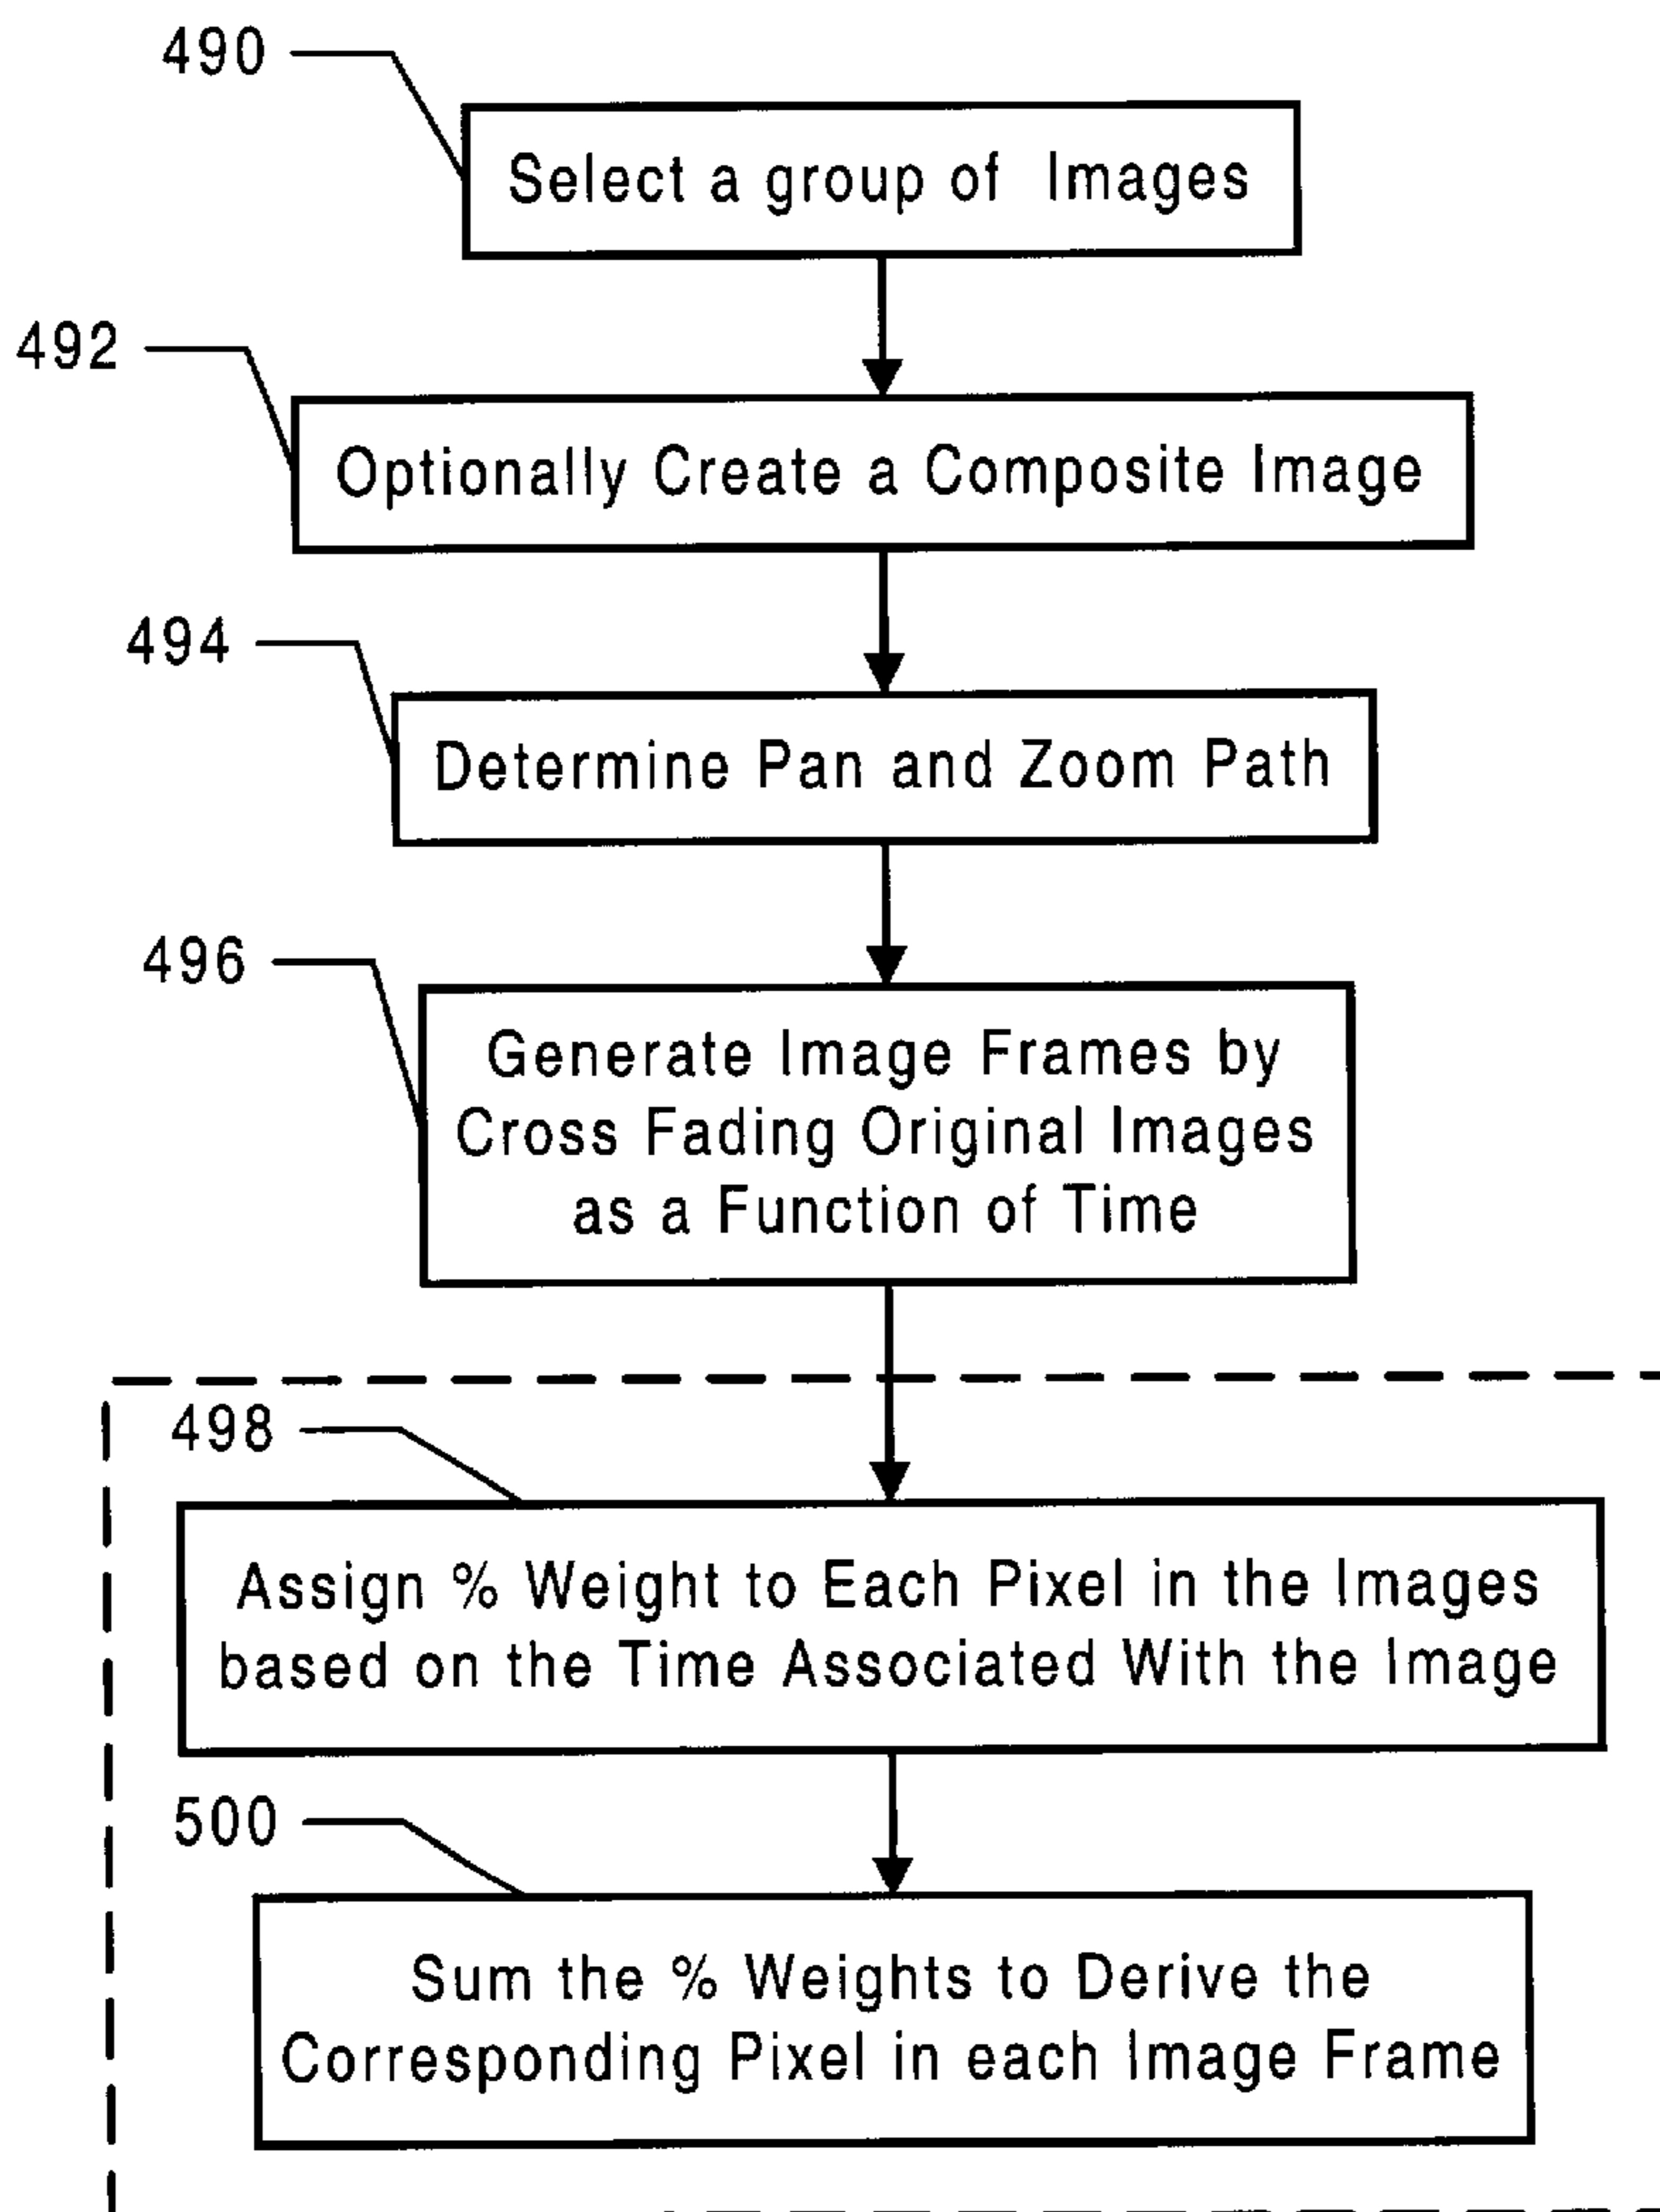 490
Select a group of Images
492
Optionally Create a Composite Image
494
Determine Pan and Zoom Path
496
Generate Image Frames by
Cross Fading Original Images
as a Function of Time
498
Assign % Weight to Each Pixel in the Images
based on the Time Associated With the Image
500
Sum the % Weights to Derive the
Corresponding Pixel in each Image Frame